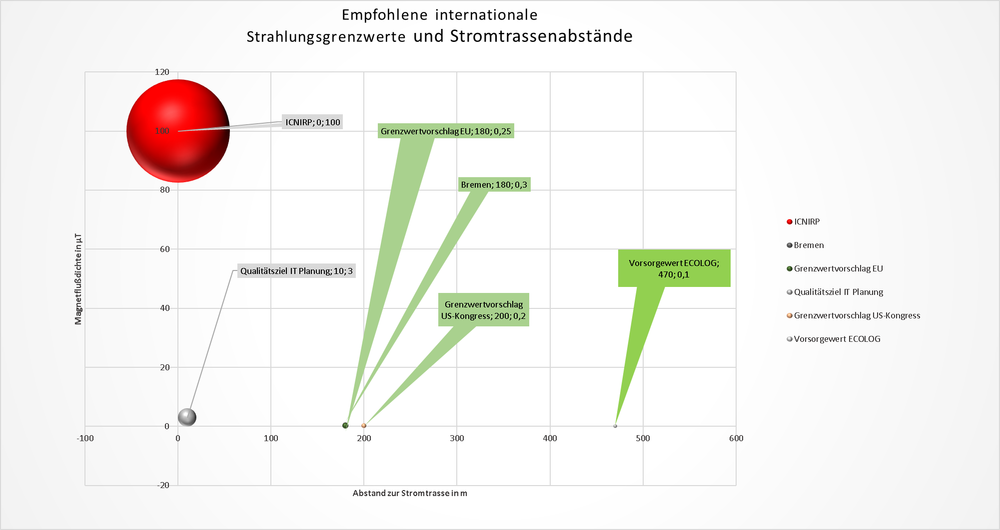 Empfohlene internationale
Strahlungsgrenzwerte und Stromtrassenabstände
120
100
80
60
40
20
0
-20
-100
0
100
200
300
400
500
600
Magnetflußdichte in µT
Abstand zur Stromtrasse in m
ICNIRP; 0; 100
Grenzwertvorschlag EU; 180; 0,25
Bremen; 180; 0,3
Qualitätsziel IT Planung; 10; 3
Grenzwertvorschlag
US-Kongress; 200; 0,2
Vorsorgewert ECOLOG;
470; 0,1
ICNIRP
Bremen
Grenzwertvorschlag EU
Qualitätsziel IT Planung
Grenzwertvorschlag US-Kongress
Vorsorgewert ECOLOG